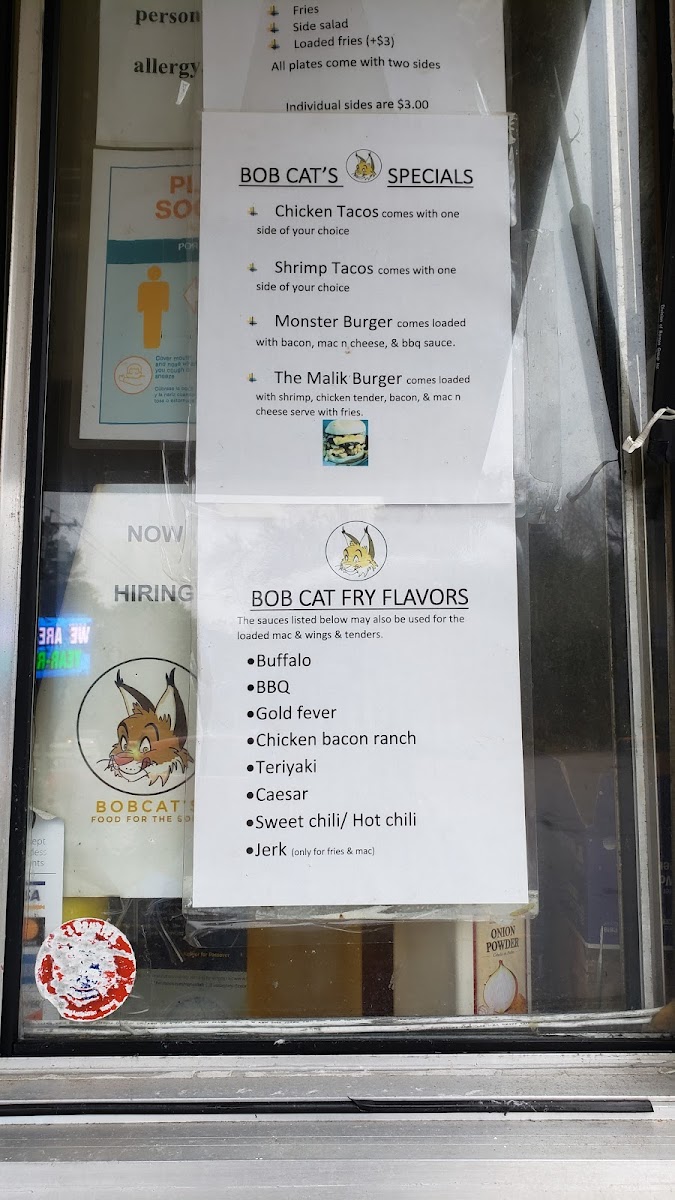 person
allergy
Fries
Side salad
Loaded fries (+$3)
All plates come with two sides
Individual sides are $3.00
BOB CAT'S SPECIALS
Chicken Tacos comes with one
side of your choice
Shrimp Tacos comes with one
side of your choice
Monster Burger comes loaded
with bacon, mac n cheese, & bbq sauce.
The Malik Burger comes loaded
with shrimp, chicken tender, bacon, & mac n
cheese serve with fries.
NOW
HIRING
BOBCAT'S
FOOD FOR THE
WE ARE
BOB CAT FRY FLAVORS
The sauces listed below may also be used for the
loaded mac & wings & tenders.
•Buffalo
•BBQ
•Gold fever
•Chicken bacon ranch
•Teriyaki
•Caesar
•Sweet chili/ Hot chili
•Jerk (only for fries & mac)
ONION
POWDER